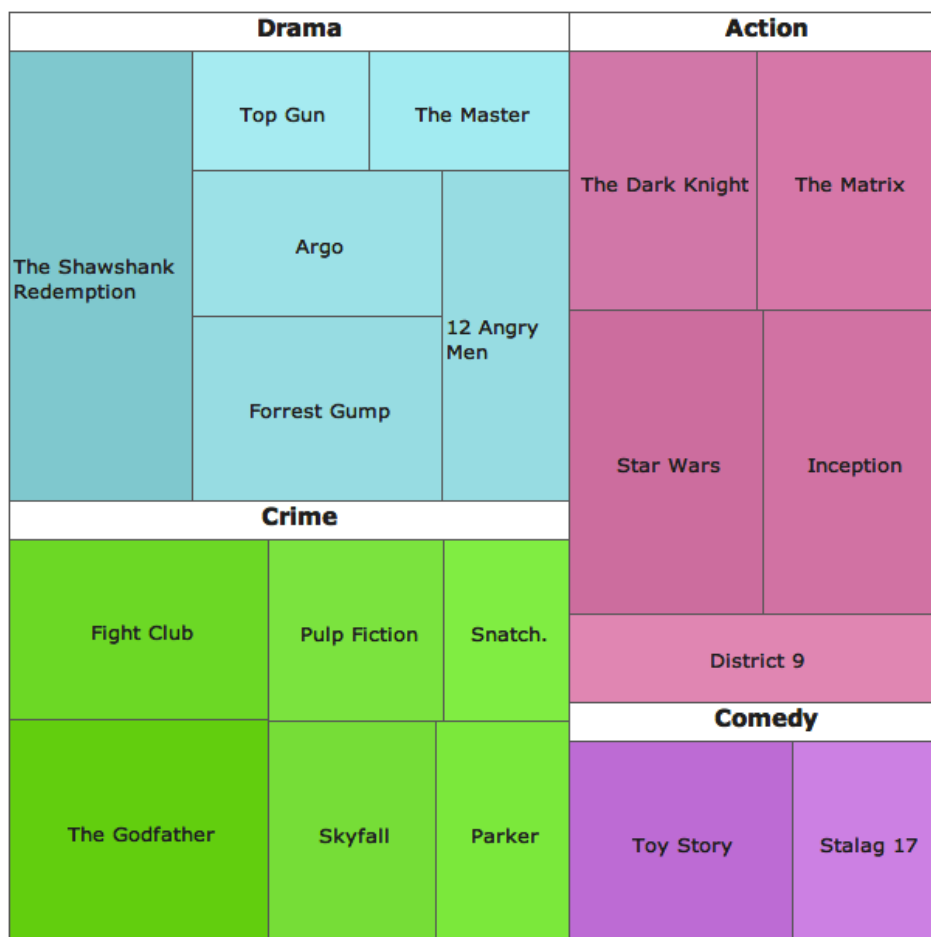 Drama
Top Gun
The Master
The Shawshank
Redemption
Argo
12 Angry
Men
Forrest Gump
Action
The Dark Knight
The Matrix
Star Wars
Inception
District 9
Crime
Fight Club
Pulp Fiction
Snatch.
The Godfather
Skyfall
Parker
Comedy
Toy Story
Stalag 17